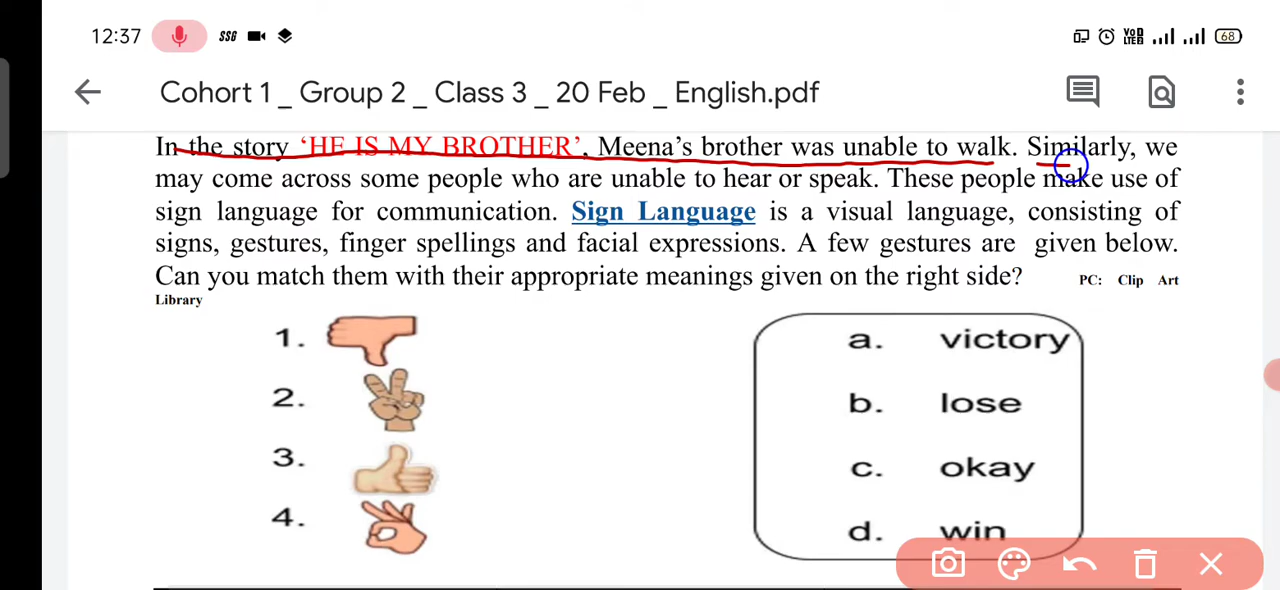 12:37 SSG VoD LTED 68
Cohort 1 _ Group 2 _ Class 3 _ 20 Feb _ English.pdf
In the story ‘HE IS MY BROTHER’, Meena’s brother was unable to walk. Similarly, we
may come across some people who are unable to hear or speak. These people make use of
sign language for communication. Sign Language is a visual language, consisting of
signs, gestures, finger spellings and facial expressions. A few gestures are given below.
Can you match them with their appropriate meanings given on the right side? PC: Clip Art
Library
1.
a. victory
2.
b. lose
3.
c. okay
4.
d. win